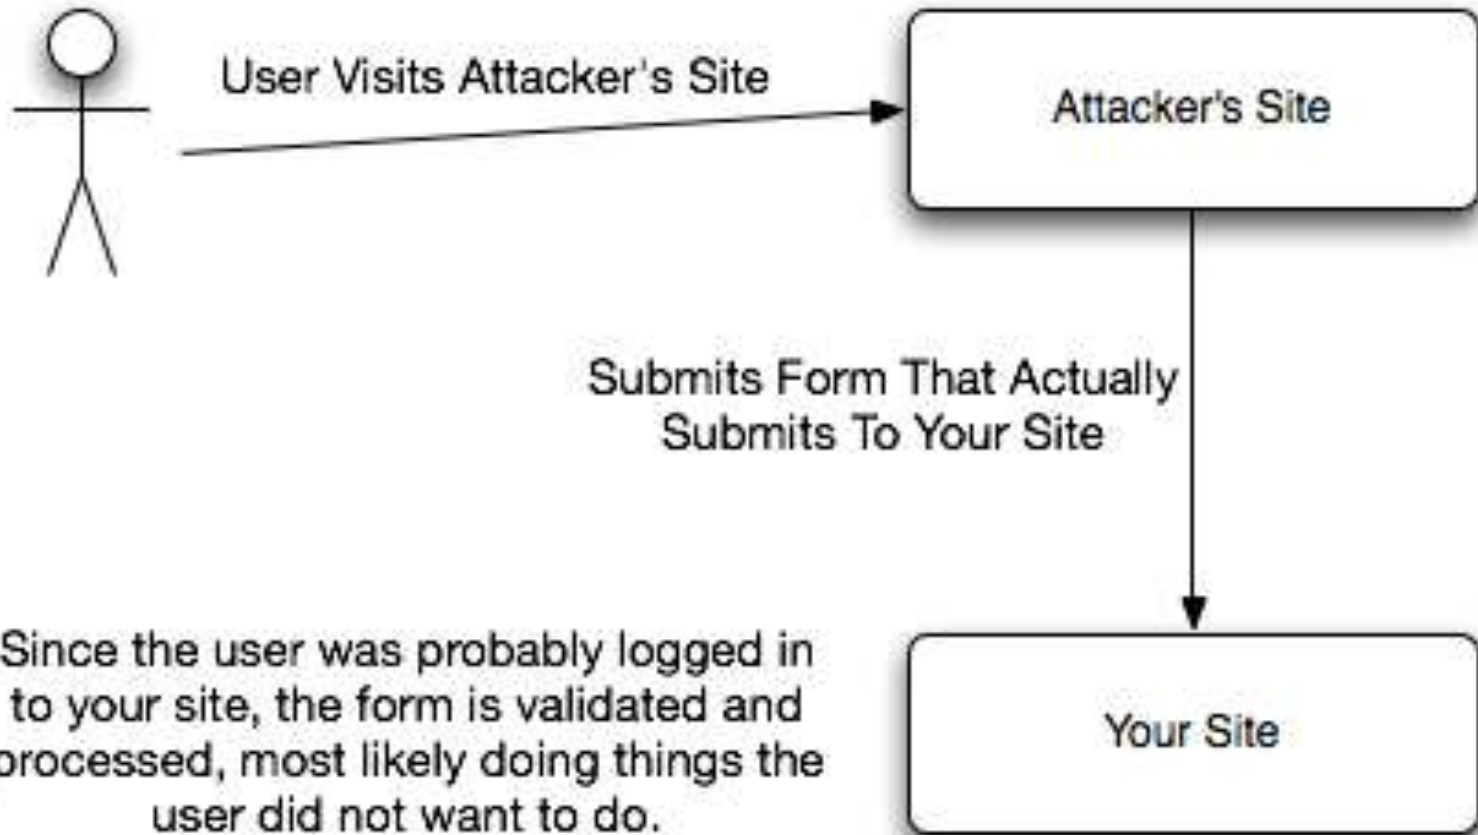 User Visits Attacker's Site
Attacker's Site
Submits Form That Actually
Submits To Your Site
Since the user was probably logged in
to your site, the form is validated and
processed, most likely doing things the
user did not want to do.
Your Site